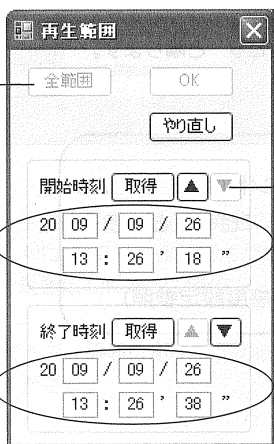 再生範囲
全範囲 OK
やり直し
開始時刻 取得 ▲ ▼
20 09 / 09 / 26
13 : 26 ' 18 "
終了時刻 取得 ▲ ▼
20 09 / 09 / 26
13 : 26 ' 38 "